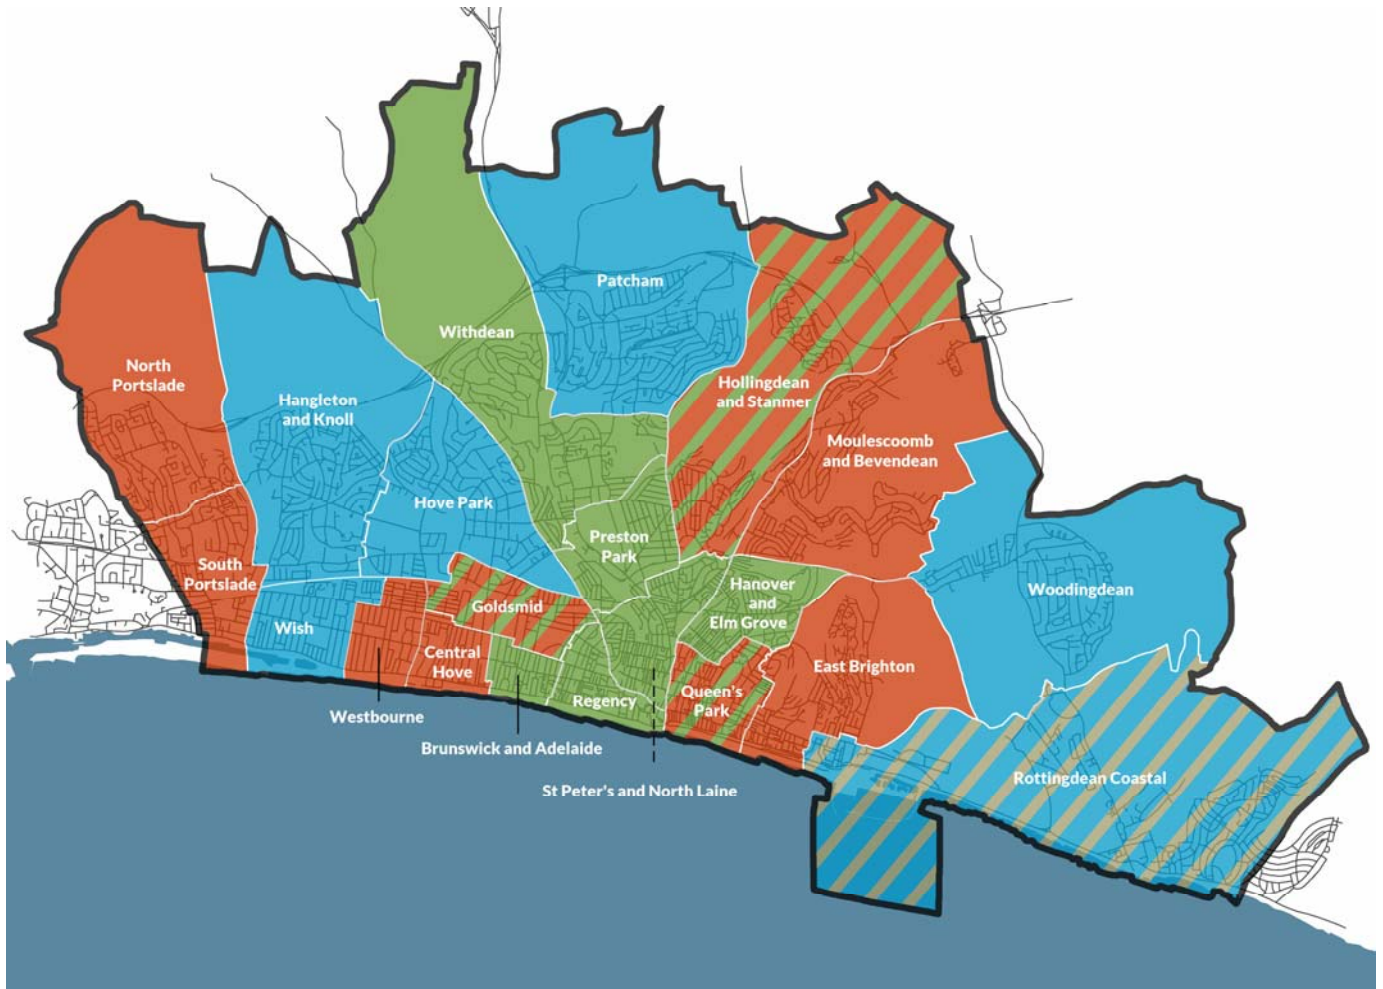 Patcham
Withdean
North
Portslade
Hangleton
and Knoll
Hollingdean
and Stanmer
Moulescoomb
and Bevendean
Hove Park
Preston
Park
South
Portslade
Goldsmid
Hanover
and
Elm Grove
Woodingdean
Wish
Central
Hove
East Brighton
Regency
Queen's
Park
Westbourne
Brunswick and Adelaide
Rottingdean Coastal
St Peter's and North Laine